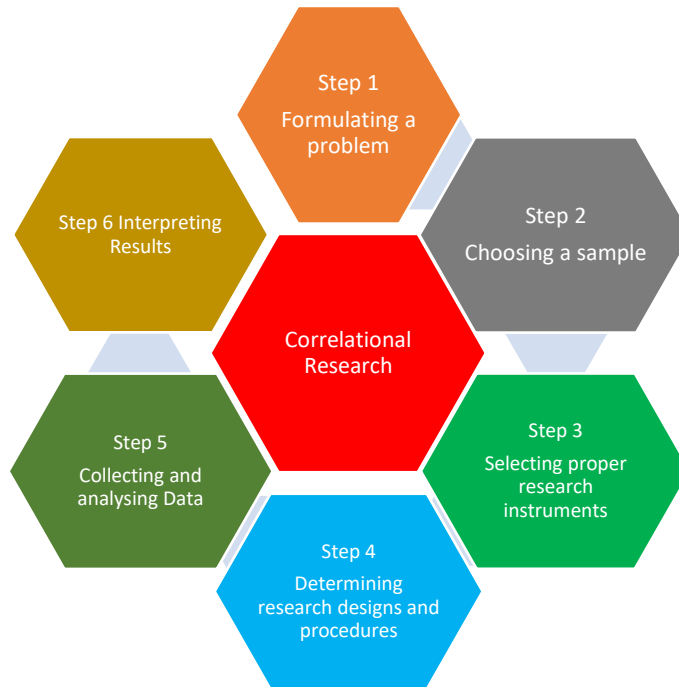 Step 1
Formulating a
problem
Step 2
Choosing a sample
Step 3
Selecting proper
research
instruments
Step 4
Determining
research designs and
procedures
Step 5
Collecting and
analysing Data
Step 6 Interpreting
Results
Correlational
Research